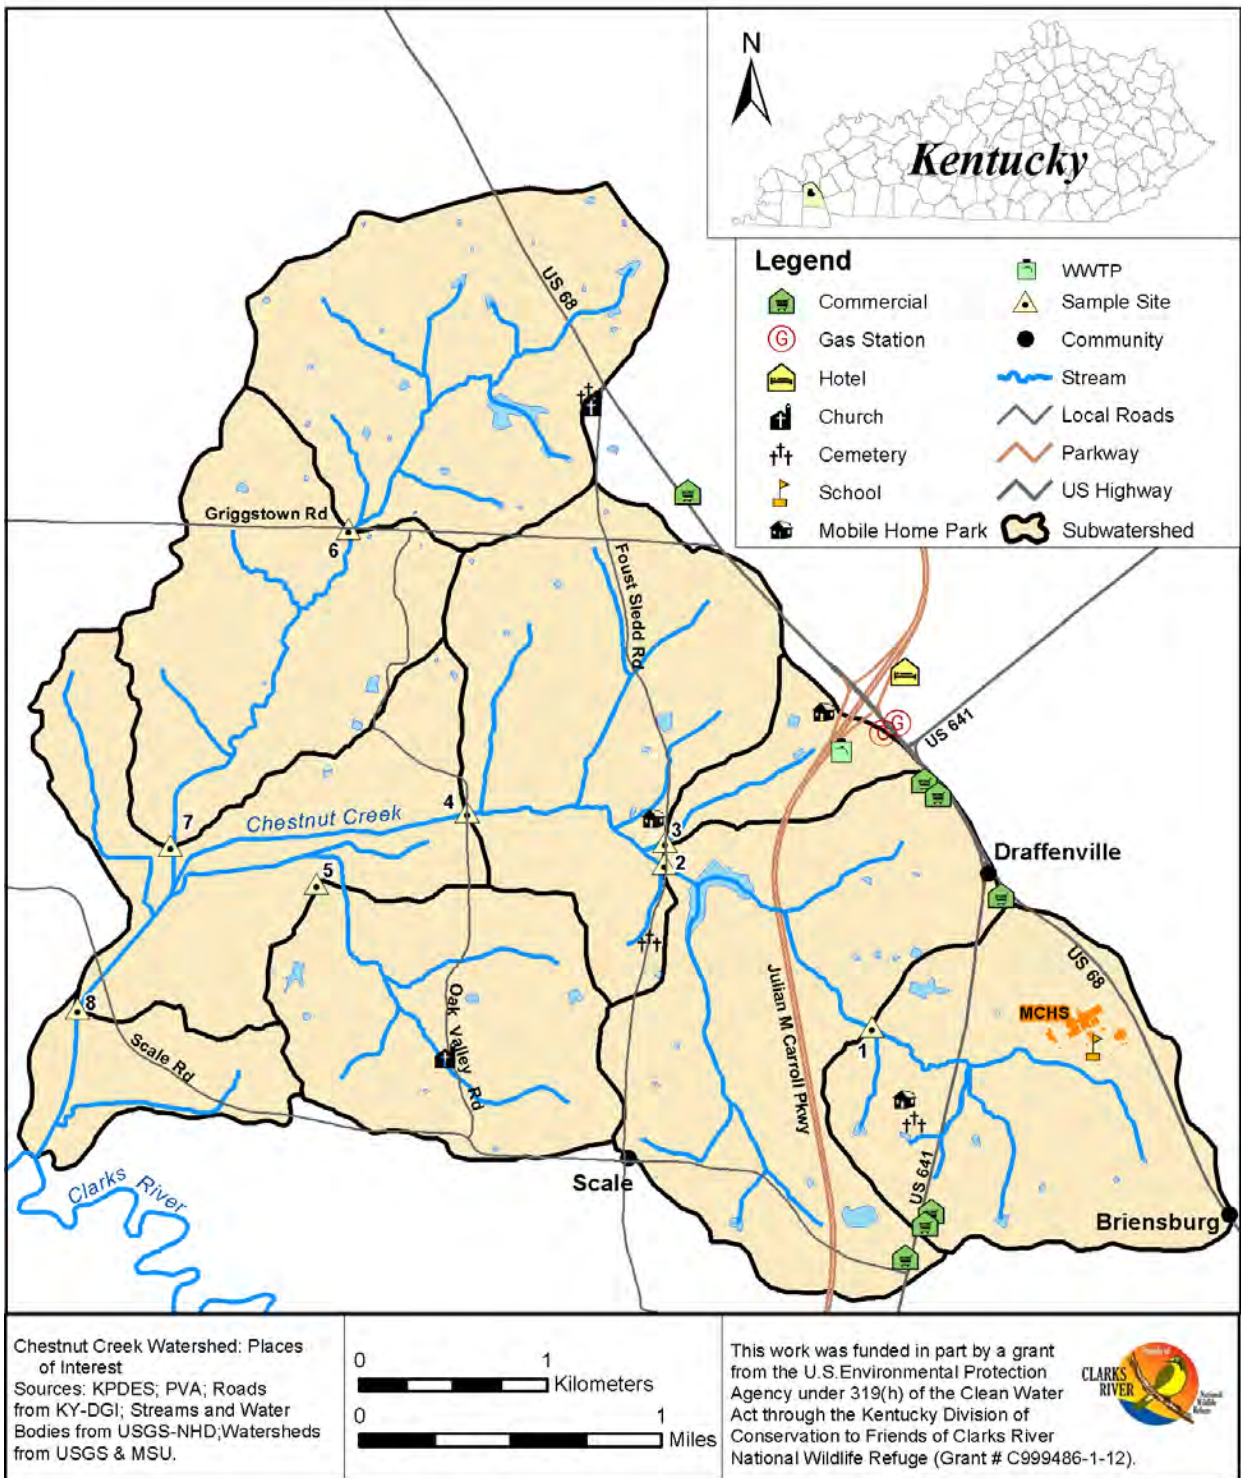 N
Kentucky
Legend
Commercial
Gas Station
Hotel
Church
Cemetery
School
Mobile Home Park
WWTP
Sample Site
Community
Stream
Local Roads
Parkway
US Highway
Subwatershed
G
US 68
Griggstown Rd
6
Foust Sledd Rd
G
G
US 641
7
Chestnut Creek
4
3
2
5
Draffenville
8
Scale Rd
Oak Valley Rd
Julian M Carroll Pkwy
1
MCHS
US 68
US 641
Scale
Briensburg
Clarks River
Chestnut Creek Watershed: Places
of Interest
Sources: KPDES; PVA; Roads
from KY-DGI; Streams and Water
Bodies from USGS-NHD;Watersheds
from USGS & MSU.
0 1
Kilometers
0 1
Miles
This work was funded in part by a grant
from the U.S.Environmental Protection
Agency under 319(h) of the Clean Water
Act through the Kentucky Division of
Conservation to Friends of Clarks River
National Wildlife Refuge (Grant # C999486-1-12).
Friends of
CLARKS
RIVER
National
Wildlife
Refuge